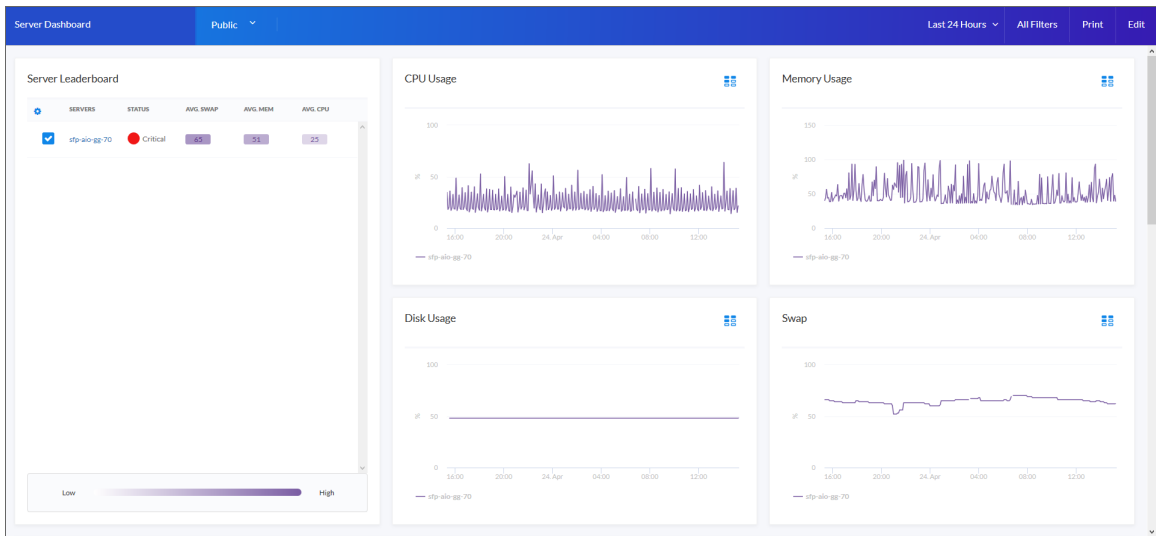 Server Dashboard
Public
Last 24 Hours
All Filters
Print
Edit
Server Leaderboard
SERVERS STATUS AVG. SWAP AVG. MEM AVG. CPU
sfp-aio-gg-70 Critical 65 51 25
Low High
CPU Usage
100
%
50
0
16:00 20:00 24. Apr 04:00 08:00 12:00
sfp-aio-gg-70
Memory Usage
150
100
%
50
0
16:00 20:00 24. Apr 04:00 08:00 12:00
sfp-aio-gg-70
Disk Usage
100
%
50
0
16:00 20:00 24. Apr 04:00 08:00 12:00
sfp-aio-gg-70
Swap
100
%
50
0
16:00 20:00 24. Apr 04:00 08:00 12:00
sfp-aio-gg-70